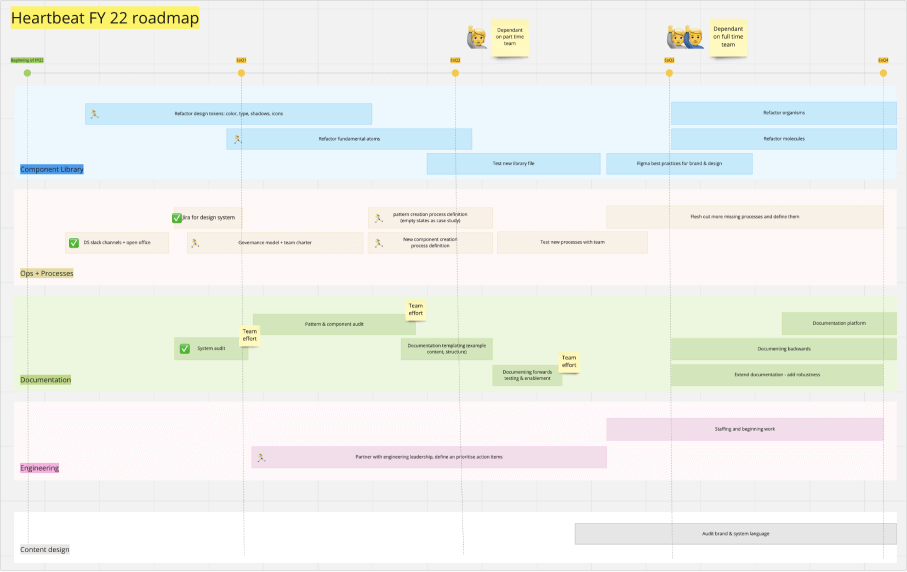 Heartbeat FY 22 roadmap
Dependant
on part time
team
Dependant
on full time
team
Beginning of FY22
EoQ1
EoQ2
EoQ3
EoQ4
Refactor design tokens: color, type, shadows, icons
Refactor organisms
Refactor fundamental atoms
Refactor molecules
Test new library file
Figma best practices for brand & design
Component Library
Jira for design system
pattern creation process definition
(empty states as case study)
Flesh out more missing processes and define them
DS slack channels + open office
Governance model + team charter
New component creation
process definition
Test new processes with team
Ops + Processes
Team
effort
Pattern & component audit
Documentation platform
Team
effort
System audit
Documentation templating (example
content, structure)
Documenting backwards
Team
effort
Documenting forwards
testing & enablement
Extend documentation - add robustness
Documentation
Staffing and beginning work
Partner with engineering leadership, define an prioritise action items
Engineering
Audit brand & system language
Content design